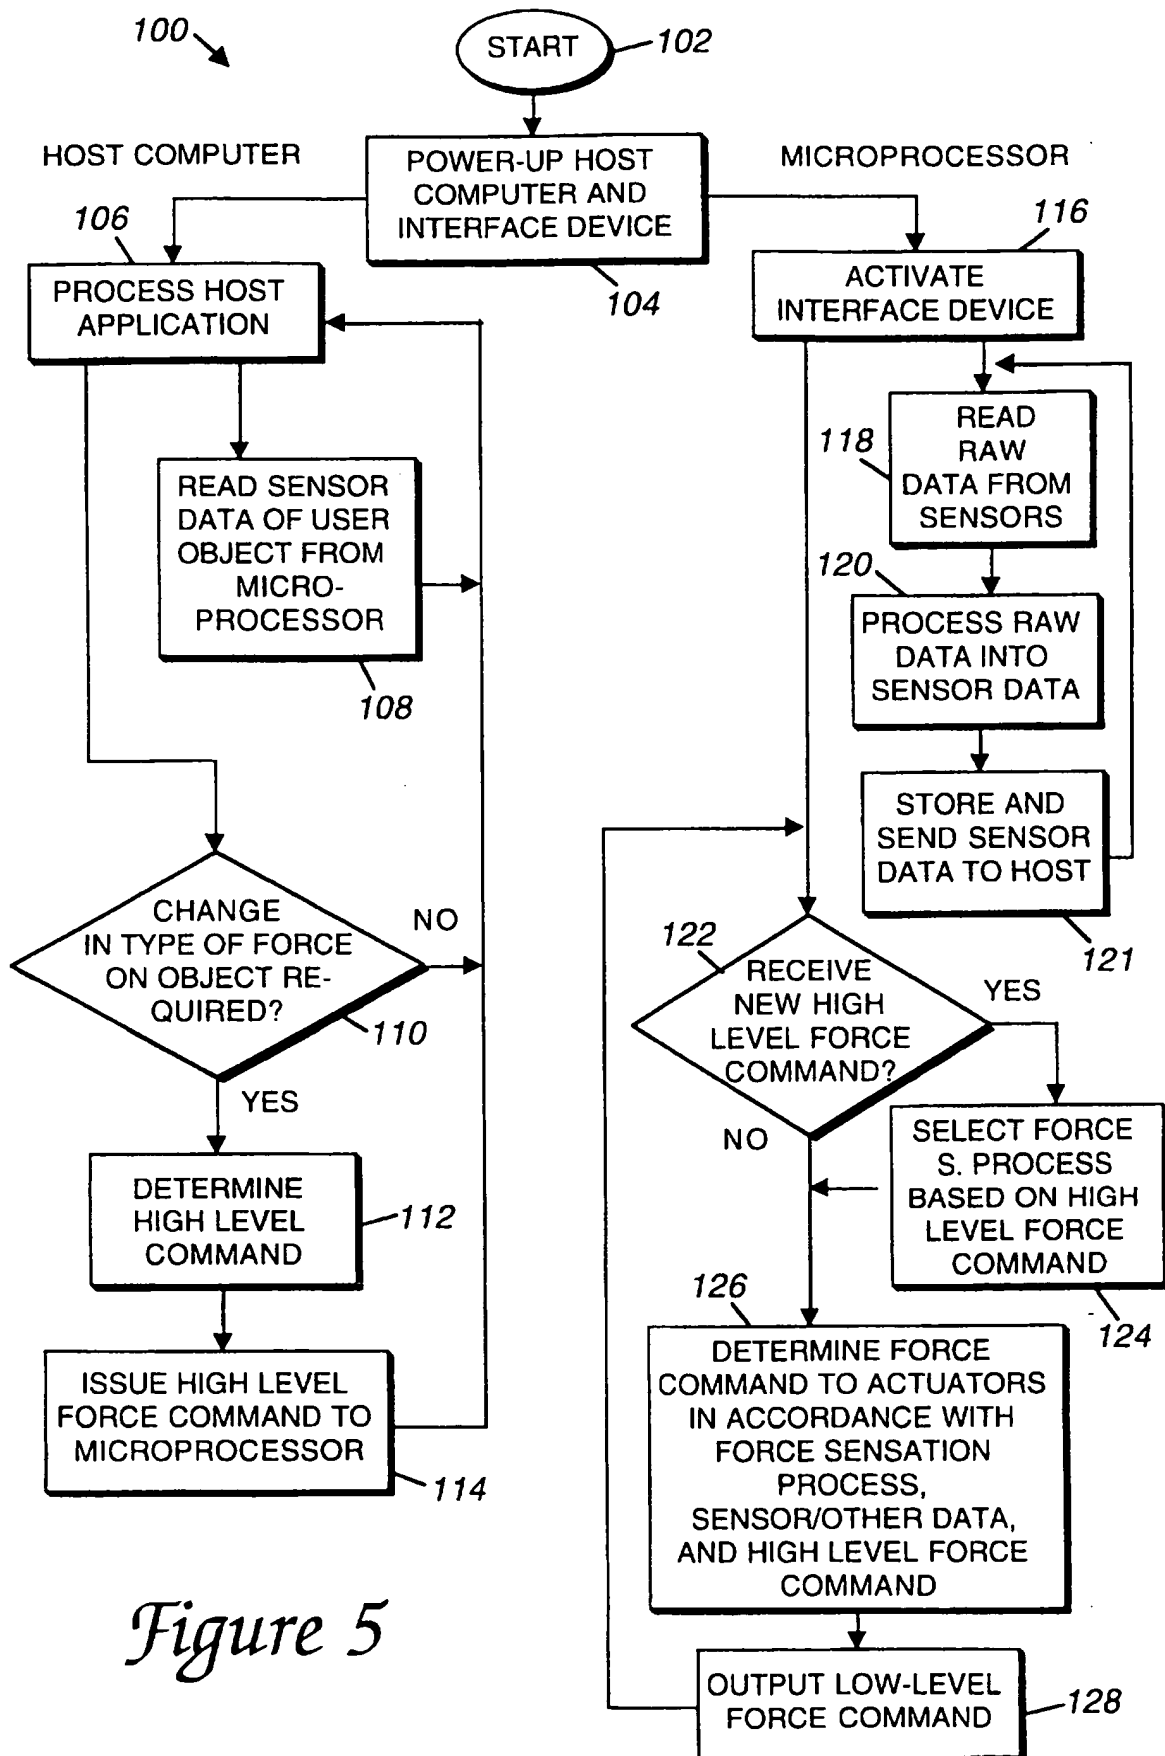 100
START
102
HOST COMPUTER
POWER-UP HOST
COMPUTER AND
INTERFACE DEVICE
104
MICROPROCESSOR
106
PROCESS HOST
APPLICATION
READ SENSOR
DATA OF USER
OBJECT FROM
MICRO-
PROCESSOR
108
CHANGE
IN TYPE OF FORCE
ON OBJECT RE-
QUIRED?
110
NO
YES
DETERMINE
HIGH LEVEL
COMMAND
112
ISSUE HIGH LEVEL
FORCE COMMAND TO
MICROPROCESSOR
114
116
ACTIVATE
INTERFACE DEVICE
118
READ
RAW
DATA FROM
SENSORS
120
PROCESS RAW
DATA INTO
SENSOR DATA
STORE AND
SEND SENSOR
DATA TO HOST
121
122
RECEIVE
NEW HIGH
LEVEL FORCE
COMMAND?
YES
NO
SELECT FORCE
S. PROCESS
BASED ON HIGH
LEVEL FORCE
COMMAND
124
126
DETERMINE FORCE
COMMAND TO ACTUATORS
IN ACCORDANCE WITH
FORCE SENSATION
PROCESS,
SENSOR/OTHER DATA,
AND HIGH LEVEL FORCE
COMMAND
OUTPUT LOW-LEVEL
FORCE COMMAND
128
Figure 5